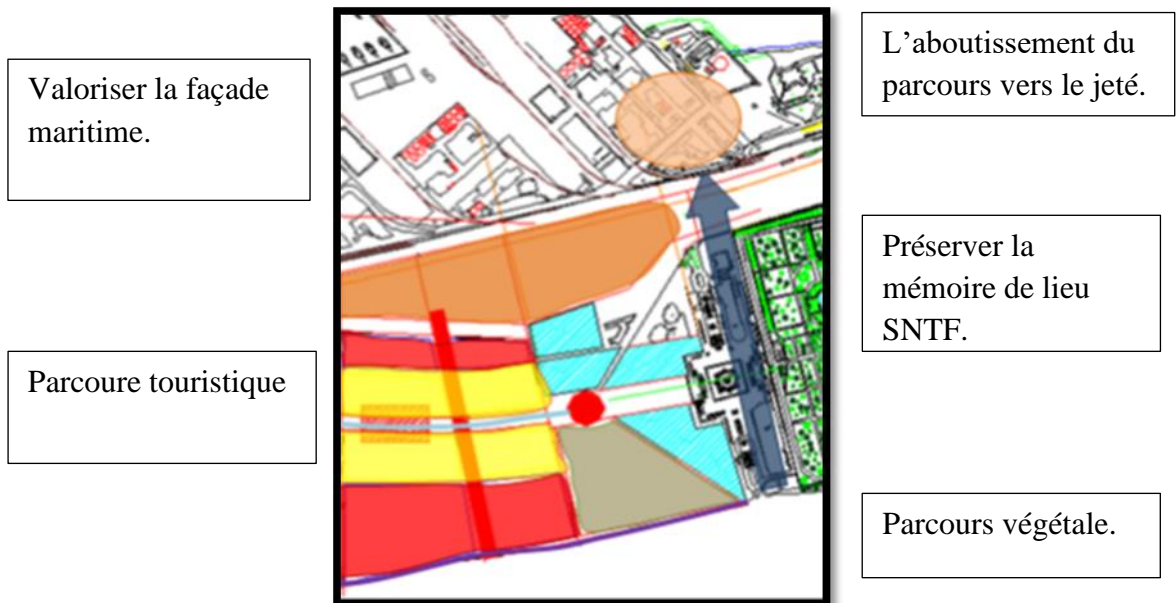 Valoriser la façade
maritime.
Parcoure touristique
L’aboutissement du
parcours vers le jeté.
Préserver la
mémoire de lieu
SNTF.
Parcours végétale.